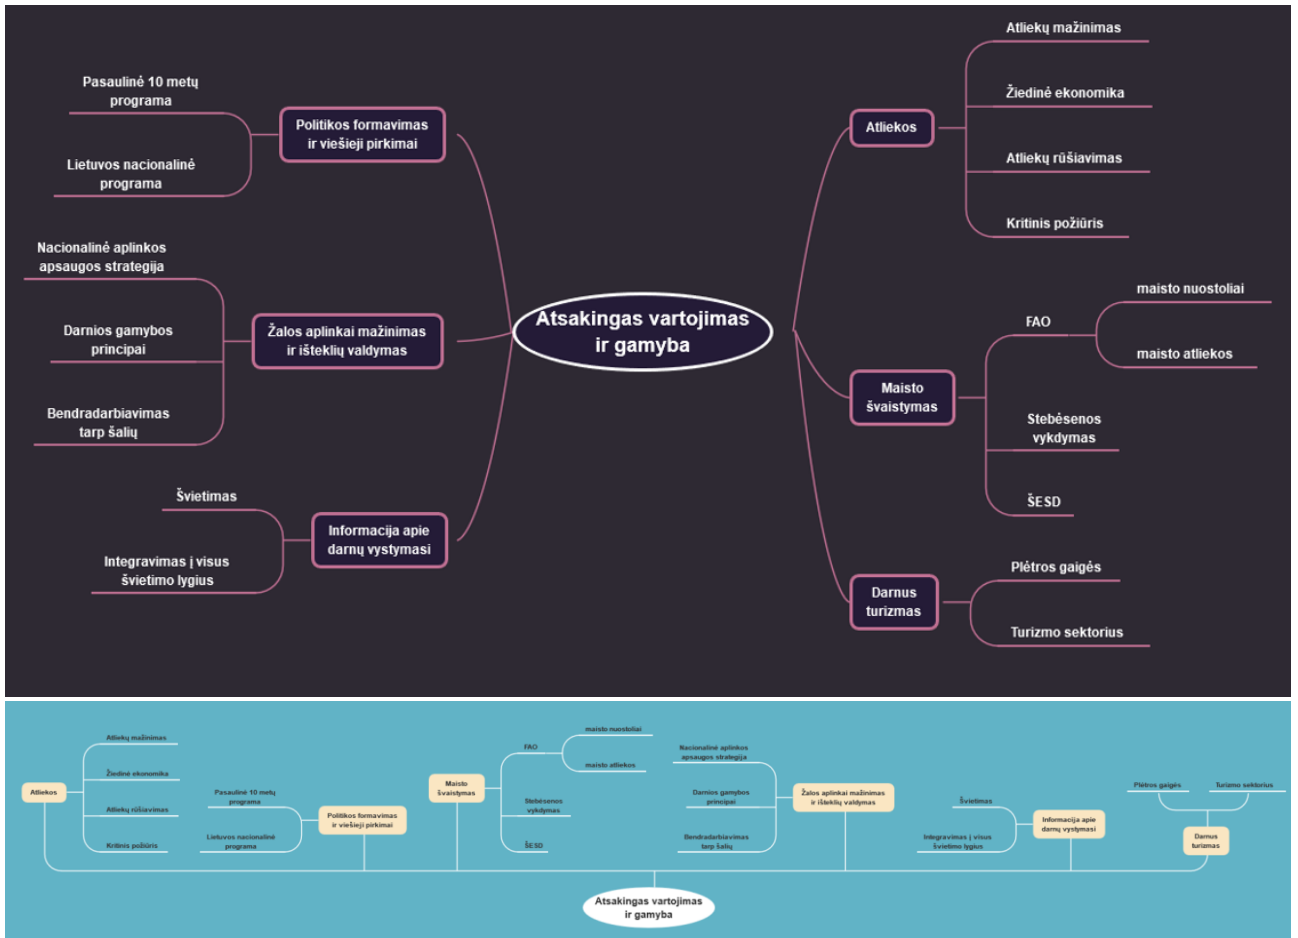 Pasaulinė 10 metų
programa
Lietuvos nacionalinė
programa
Politikos formavimas
ir viešieji pirkimai
Nacionalinė aplinkos
apsaugos strategija
Darnios gamybos
principai
Bendradarbiavimas
tarp šalių
Žalos aplinkai mažinimas
ir išteklių valdymas
Švietimas
Integravimas į visus
švietimo lygius
Informacija apie
darnų vystymasi
Atsakingas vartojimas
ir gamyba
Atliekos
Atliekų mažinimas
Žiedinė ekonomika
Atliekų rūšiavimas
Kritinis požiūris
Maisto
švaistymas
FAO
maisto nuostoliai
maisto atliekos
Stebėsenos
vykdymas
ŠESD
Darnus
turizmas
Plėtros gaigės
Turizmo sektorius
Atliekos
Atliekų mažinimas
Žiedinė ekonomika
Atliekų rūšiavimas
Kritinis požiūris
Pasaulinė 10 metų
programa
Lietuvos nacionalinė
programa
Politikos formavimas
ir viešieji pirkimai
Maisto
švaistymas
FAO
maisto nuostoliai
maisto atliekos
Stebėsenos
vykdymas
ŠESD
Nacionalinė aplinkos
apsaugos strategija
Darnios gamybos
principai
Bendradarbiavimas
tarp šalių
Žalos aplinkai mažinimas
ir išteklių valdymas
Švietimas
Integravimas į visus
švietimo lygius
Informacija apie
darnų vystymasi
Plėtros gaigės
Turizmo sektorius
Darnus
turizmas
Atsakingas vartojimas
ir gamyba